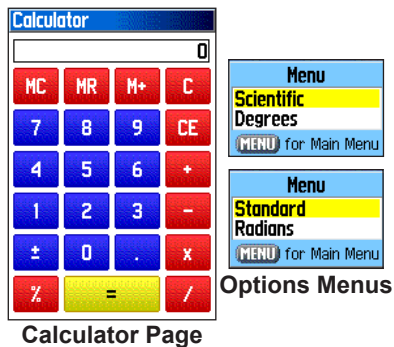 Calculator
0
MC MR M+ C
7 8 9 CE
4 5 6 +
1 2 3 -
± 0 . x
% = /
Calculator Page
Menu
Scientific
Degrees
MENU for Main Menu
Menu
Standard
Radians
MENU for Main Menu
Options Menus